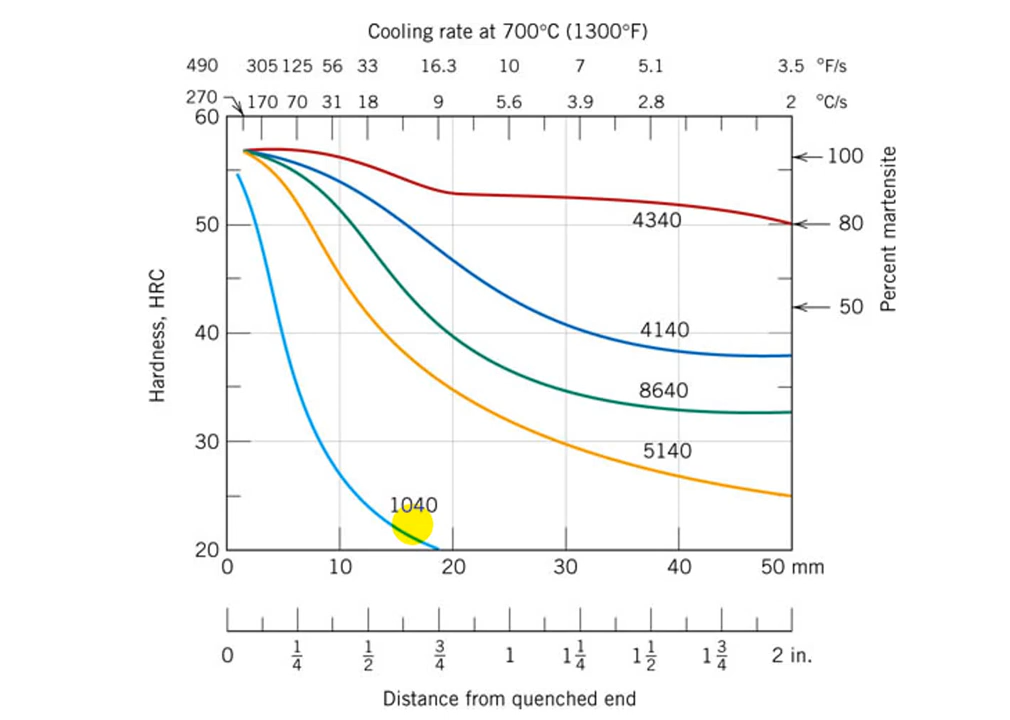 Cooling rate at 700°C (1300°F)
490 305 125 56 33 16.3 10 7 5.1 3.5 °F/s
270 170 70 31 18 9 5.6 3.9 2.8 2 °C/s
60
100
50
4340
80
Percent martensite
50
Hardness, HRC
40
4140
8640
30
5140
1040
20
0 10 20 30 40 50 mm
0 1/4 1/2 3/4 1 1 1/4 1 1/2 1 3/4 2 in.
Distance from quenched end